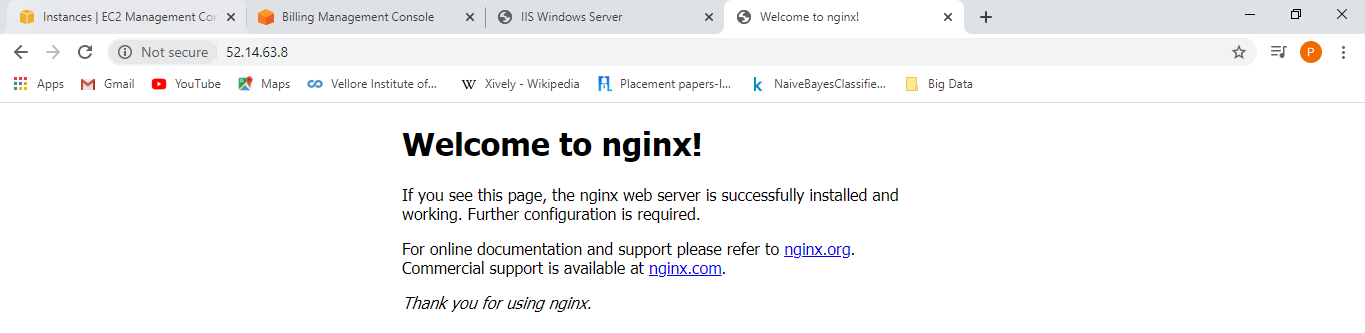 Instances | EC2 Management Cor
Billing Management Console
IIS Windows Server
Welcome to nginx!
Not secure 52.14.63.8
P
Apps
Gmail
YouTube
Maps
Vellore Institute of...
W Xively - Wikipedia
Placement papers-I...
k NaiveBayesClassifie...
Big Data
Welcome to nginx!
If you see this page, the nginx web server is successfully installed and
working. Further configuration is required.
For online documentation and support please refer to nginx.org.
Commercial support is available at nginx.com.
Thank you for using nginx.